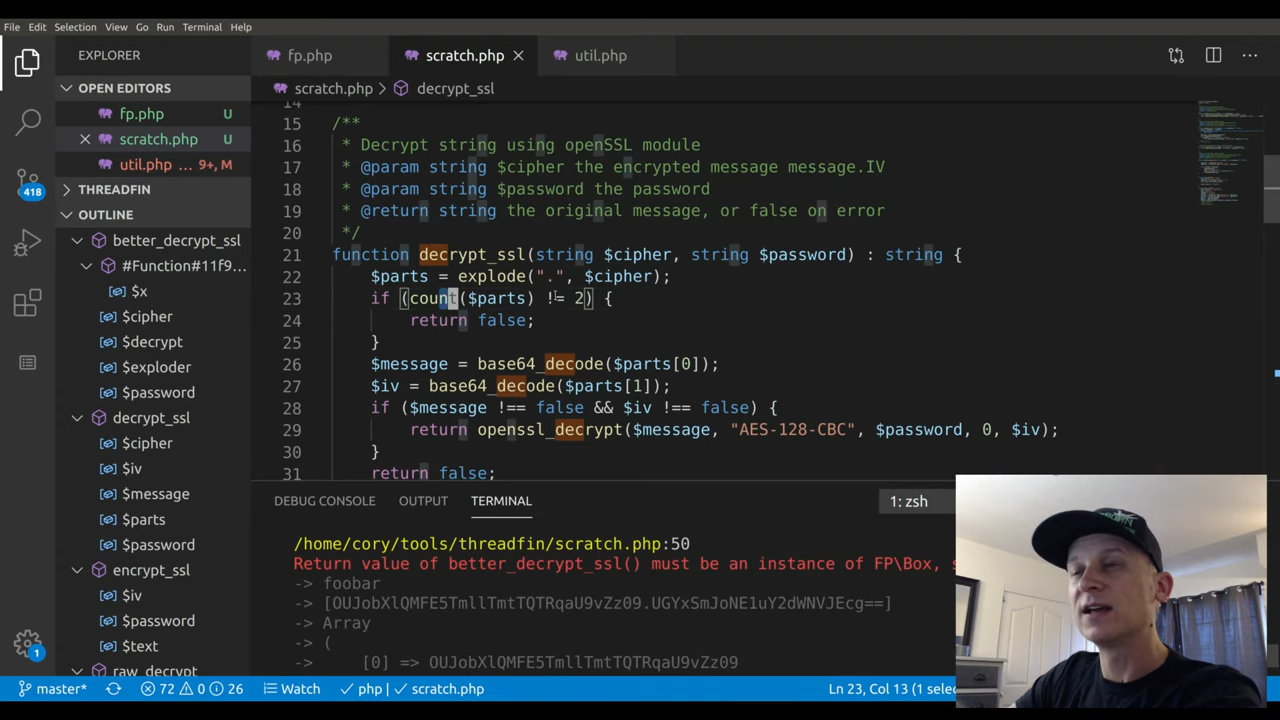 File Edit Selection View Go Run Terminal Help
EXPLORER
OPEN EDITORS
fp.php U
scratch.php U
util.php ... 9+, M
THREADFIN
OUTLINE
better_decrypt_ssl
#Function#11f9...
$x
$cipher
$decrypt
$exploder
$password
decrypt_ssl
$cipher
$iv
$message
$parts
$password
encrypt_ssl
$iv
$password
$text
raw_decrypt
418
1
fp.php
scratch.php
util.php
scratch.php > decrypt_ssl
14
15 /**
16 * Decrypt string using openSSL module
17 * @param string $cipher the encrypted message message.IV
18 * @param string $password the password
19 * @return string the original message, or false on error
20 */
21 function decrypt_ssl(string $cipher, string $password) : string {
22 $parts = explode(".", $cipher);
23 if (count($parts) != 2) {
24 return false;
25 }
26 $message = base64_decode($parts[0]);
27 $iv = base64_decode($parts[1]);
28 if ($message !== false && $iv !== false) {
29 return openssl_decrypt($message, "AES-128-CBC", $password, 0, $iv);
30 }
31 return false;
DEBUG CONSOLE OUTPUT TERMINAL 1: zsh
/home/cory/tools/threadfin/scratch.php:50
Return value of better_decrypt_ssl() must be an instance of FP\Box, s
-> foobar
-> [OUJobXlQMFE5TmllTmtTQTRqaU9vZz09.UGYxSmJoNE1uY2dWNVJEcg==]
-> Array
-> (
-> [0] => OUJobXlQMFE5TmllTmtTQTRqaU9vZz09
master* 72 0 26 Watch php | scratch.php Ln 23, Col 13 (1 selec